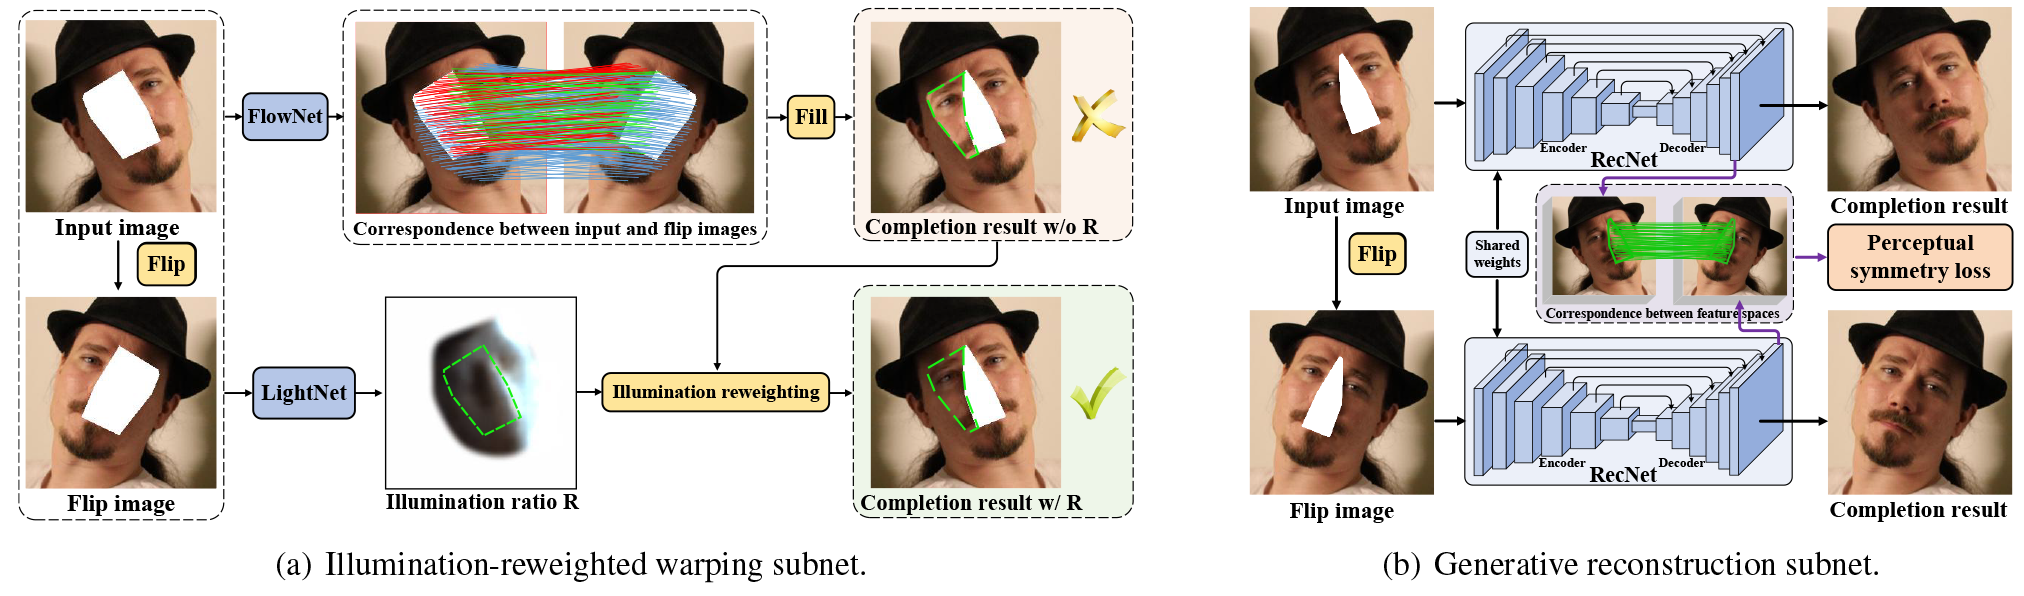 Input image
Flip
Flip image
FlowNet
LightNet
Correspondence between input and flip images
Fill
Completion result w/o R
Illumination ratio R
Illumination reweighting
Completion result w/ R
(a) Illumination-reweighted warping subnet.
Input image
Flip
Flip image
Encoder
Decoder
RecNet
Shared
weights
Correspondence between feature spaces
Encoder
Decoder
RecNet
Completion result
Perceptual
symmetry loss
Completion result
(b) Generative reconstruction subnet.